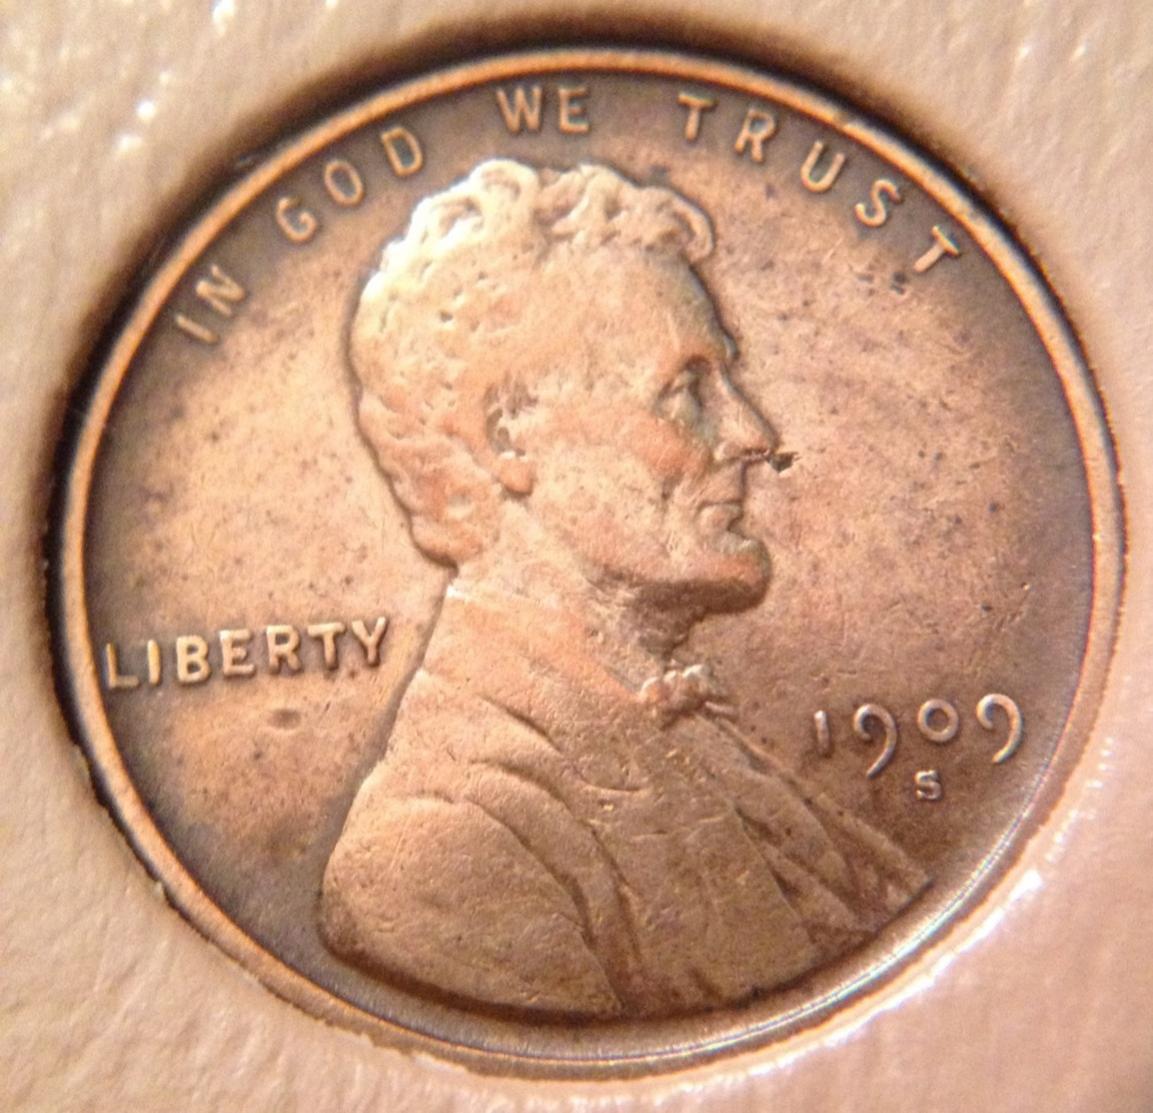 IN GOD WE TRUST
LIBERTY
1909
S